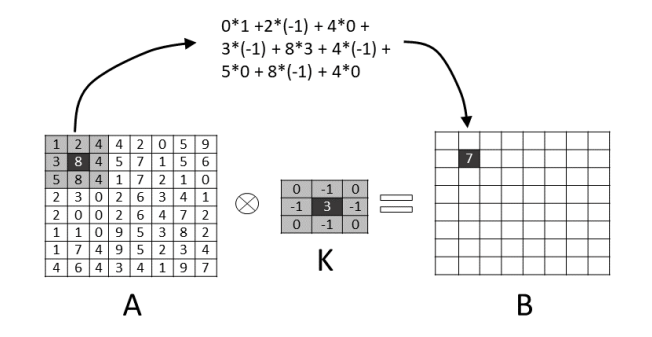 0*1 +2*(-1) + 4*0 +
3*(-1) + 8*3 + 4*(-1) +
5*0 + 8*(-1) + 4*0
1 2 4 4 2 0 5 9
3 8 4 5 7 1 5 6
5 8 4 1 7 2 1 0
2 3 0 2 6 3 4 1
2 0 0 2 6 4 7 2
1 1 0 9 5 3 8 2
1 7 4 9 5 2 3 4
4 6 4 3 4 1 9 7
0 -1 0
-1 3 -1
0 -1 0
7
A
K
B